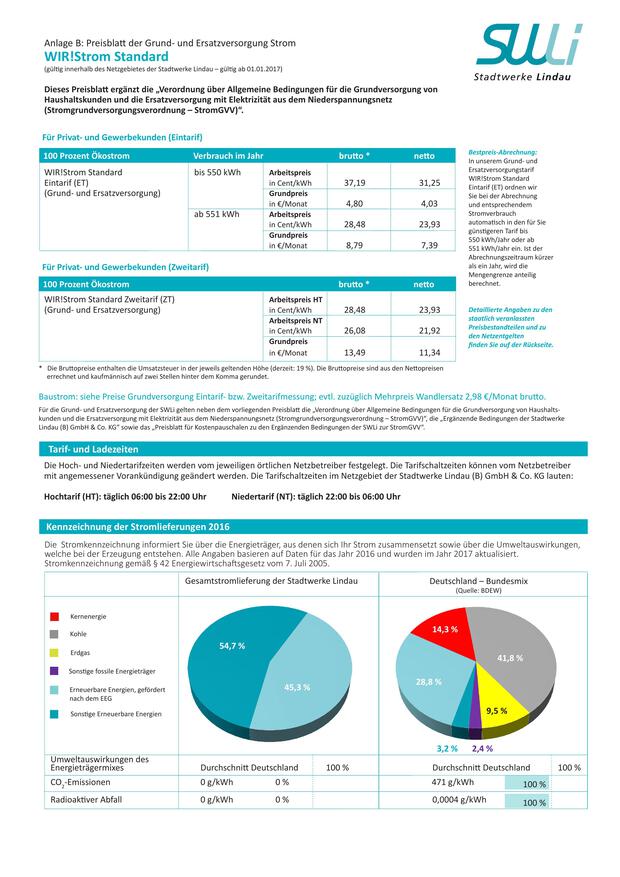 Anlage B: Preisblatt der Grund- und Ersatzversorgung Strom
WIR!Strom Standard
(gültig innerhalb des Netzgebietes der Stadtwerke Lindau – gültig ab 01.01.2017)
SWLi
Stadtwerke Lindau
Dieses Preisblatt ergänzt die „Verordnung über Allgemeine Bedingungen für die Grundversorgung von
Haushaltskunden und die Ersatzversorgung mit Elektrizität aus dem Niederspannungsnetz
(Stromgrundversorgungsverordnung – StromGVV)“.
Für Privat- und Gewerbekunden (Eintarif)
100 Prozent Ökostrom Verbrauch im Jahr brutto * netto
WIR!Strom Standard bis 550 kWh Arbeitspreis
Eintarif (ET) in Cent/kWh 37,19 31,25
(Grund- und Ersatzversorgung) Grundpreis
in €/Monat 4,80 4,03
ab 551 kWh Arbeitspreis
in Cent/kWh 28,48 23,93
Grundpreis
in €/Monat 8,79 7,39
Bestpreis-Abrechnung:
In unserem Grund- und
Ersatzversorgungstarif
WIR!Strom Standard
Eintarif (ET) ordnen wir
Sie bei der Abrechnung
und entsprechendem
Stromverbrauch
automatisch in den für Sie
günstigeren Tarif bis
550 kWh/Jahr oder ab
551 kWh/Jahr ein. Ist der
Abrechnungszeitraum kürzer
als ein Jahr, wird die
Mengengrenze anteilig
berechnet.
Detaillierte Angaben zu den
staatlich veranlassten
Preisbestandteilen und zu
den Netzentgelten
finden Sie auf der Rückseite.
Für Privat- und Gewerbekunden (Zweitarif)
100 Prozent Ökostrom brutto * netto
WIR!Strom Standard Zweitarif (ZT) Arbeitspreis HT
(Grund- und Ersatzversorgung) in Cent/kWh 28,48 23,93
Arbeitspreis NT
in Cent/kWh 26,08 21,92
Grundpreis
in €/Monat 13,49 11,34
* Die Bruttopreise enthalten die Umsatzsteuer in der jeweils geltenden Höhe (derzeit: 19 %). Die Bruttopreise sind aus den Nettopreisen
errechnet und kaufmännisch auf zwei Stellen hinter dem Komma gerundet.
Baustrom: siehe Preise Grundversorgung Eintarif- bzw. Zweitarifmessung; evtl. zuzüglich Mehrpreis Wandlersatz 2,98 €/Monat brutto.
Für die Grund- und Ersatzversorgung der SWLi gelten neben dem vorliegenden Preisblatt die „Verordnung über Allgemeine Bedingungen für die Grundversorgung von Haushalts-
kunden und die Ersatzversorgung mit Elektrizität aus dem Niederspannungsnetz (Stromgrundversorgungsverordnung – StromGVV)“, die „Ergänzende Bedingungen der Stadtwerke
Lindau (B) GmbH & Co. KG“ sowie das „Preisblatt für Kostenpauschalen zu den Ergänzenden Bedingungen der SWLi zur StromGVV“.
Tarif- und Ladezeiten
Die Hoch- und Niedertarifzeiten werden vom jeweiligen örtlichen Netzbetreiber festgelegt. Die Tarifschaltzeiten können vom Netzbetreiber
mit angemessener Vorankündigung geändert werden. Die Tarifschaltzeiten im Netzgebiet der Stadtwerke Lindau (B) GmbH & Co. KG lauten:
Hochtarif (HT): täglich 06:00 bis 22:00 Uhr Niedertarif (NT): täglich 22:00 bis 06:00 Uhr
Kennzeichnung der Stromlieferungen 2016
Die Stromkennzeichnung informiert Sie über die Energieträger, aus denen sich Ihr Strom zusammensetzt sowie über die Umweltauswirkungen,
welche bei der Erzeugung entstehen. Alle Angaben basieren auf Daten für das Jahr 2016 und wurden im Jahr 2017 aktualisiert.
Stromkennzeichnung gemäß § 42 Energiewirtschaftsgesetz vom 7. Juli 2005.
Gesamtstromlieferung der Stadtwerke Lindau Deutschland – Bundesmix
(Quelle: BDEW)
Kernenergie
Kohle
Erdgas
Sonstige fossile Energieträger
Erneuerbare Energien, gefördert
nach dem EEG
Sonstige Erneuerbare Energien
54,7 %
45,3 %
14,3 %
41,8 %
28,8 %
9,5 %
3,2 % 2,4 %
Umweltauswirkungen des
Energieträgermixes Durchschnitt Deutschland 100 % Durchschnitt Deutschland 100 %
CO2-Emissionen 0 g/kWh 0 % 471 g/kWh 100 %
Radioaktiver Abfall 0 g/kWh 0 % 0,0004 g/kWh 100 %